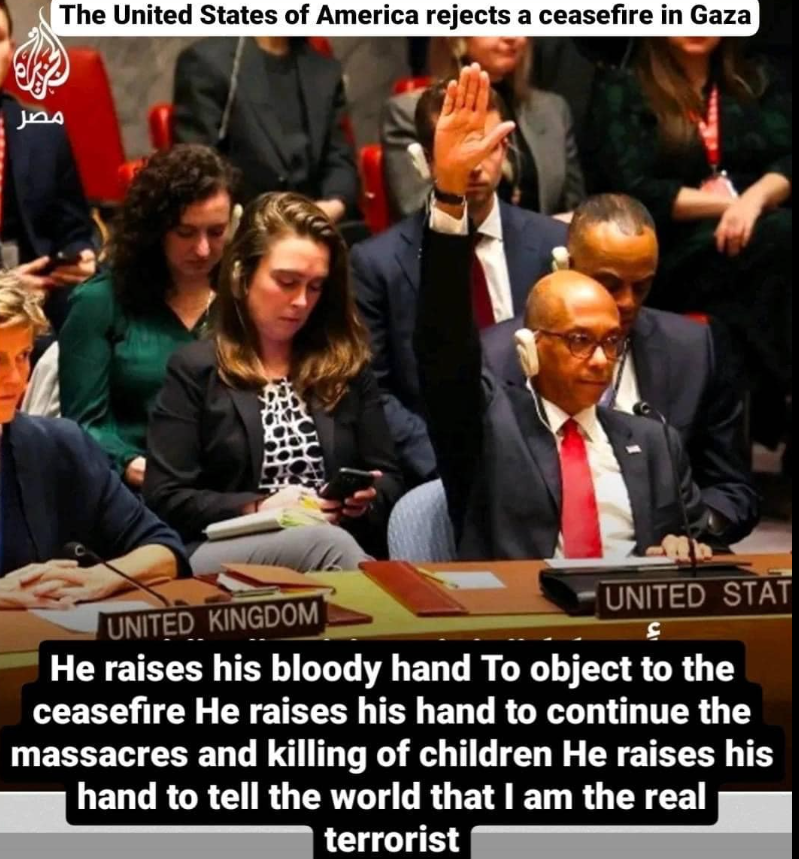 The United States of America rejects a ceasefire in Gaza
الجزيرة
مصر
UNITED KINGDOM
UNITED STAT
He raises his bloody hand To object to the
ceasefire He raises his hand to continue the
massacres and killing of children He raises his
hand to tell the world that I am the real
terrorist